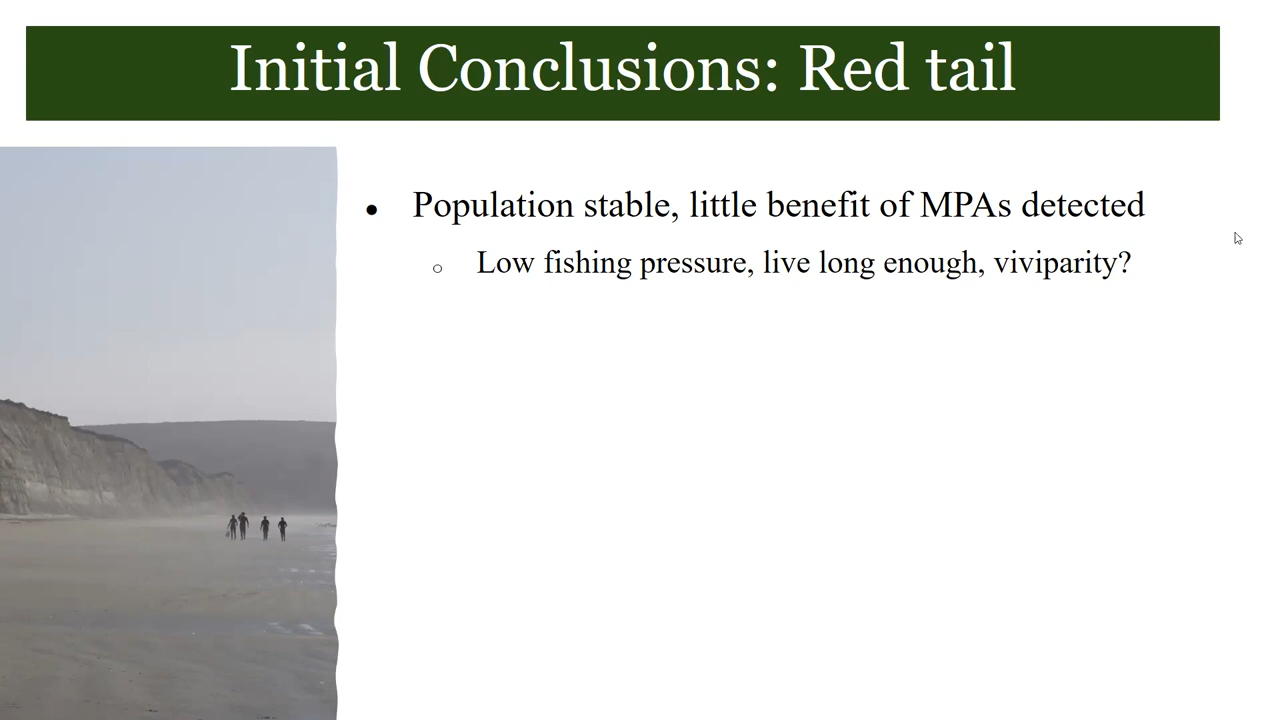 Initial Conclusions: Red tail
● Population stable, little benefit of MPAs detected
○ Low fishing pressure, live long enough, viviparity?